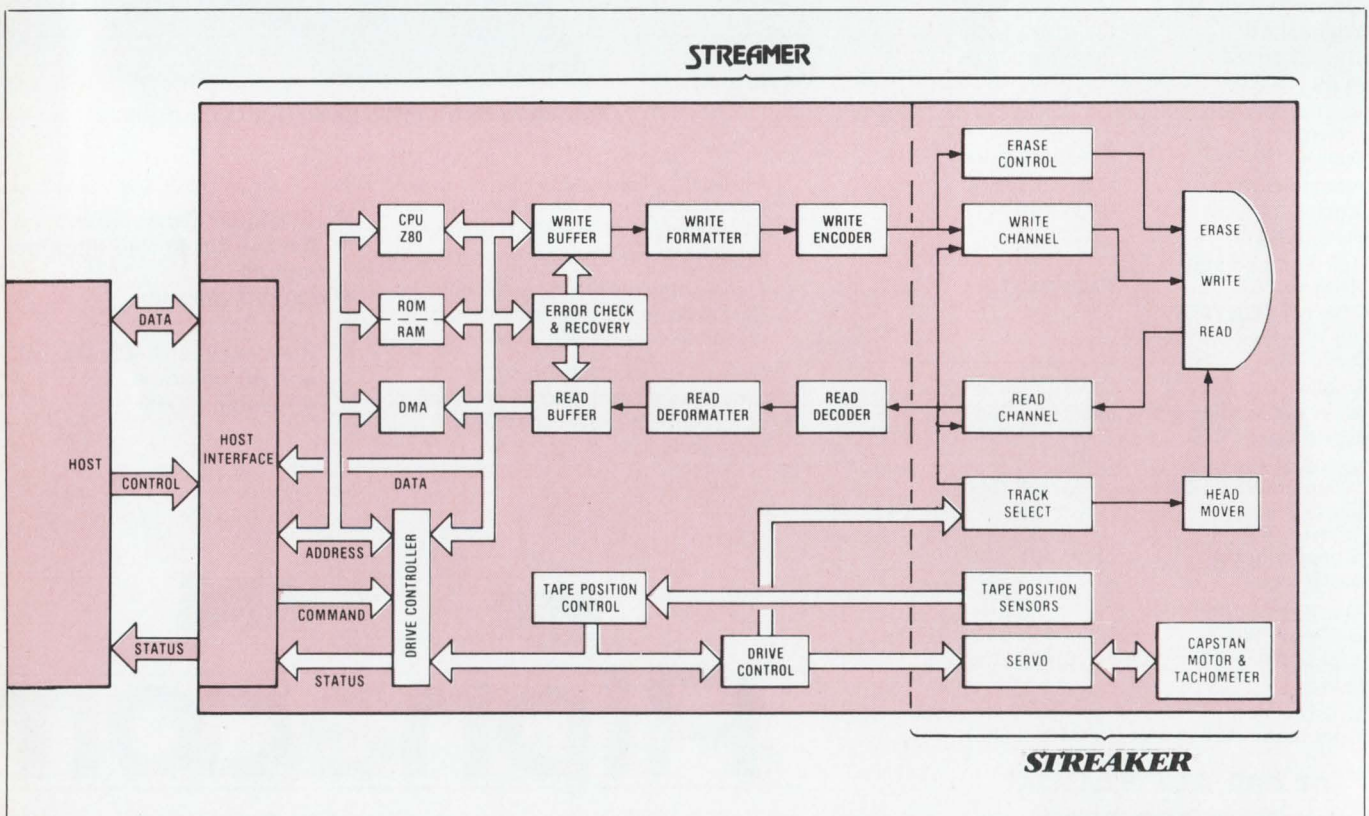 STREAMER
ERASE
CONTROL
CPU
Z80
WRITE
BUFFER
WRITE
FORMATTER
WRITE
ENCODER
WRITE
CHANNEL
ERASE
WRITE
READ
DATA
ROM
RAM
ERROR CHECK
& RECOVERY
DMA
READ
BUFFER
READ
DEFORMATTER
READ
DECODER
READ
CHANNEL
HOST
HOST
INTERFACE
CONTROL
DATA
TRACK
SELECT
HEAD
MOVER
ADDRESS
DRIVE CONTROLLER
COMMAND
TAPE POSITION
CONTROL
TAPE POSITION
SENSORS
STATUS
STATUS
DRIVE
CONTROL
SERVO
CAPSTAN
MOTOR &
TACHOMETER
STREAKER